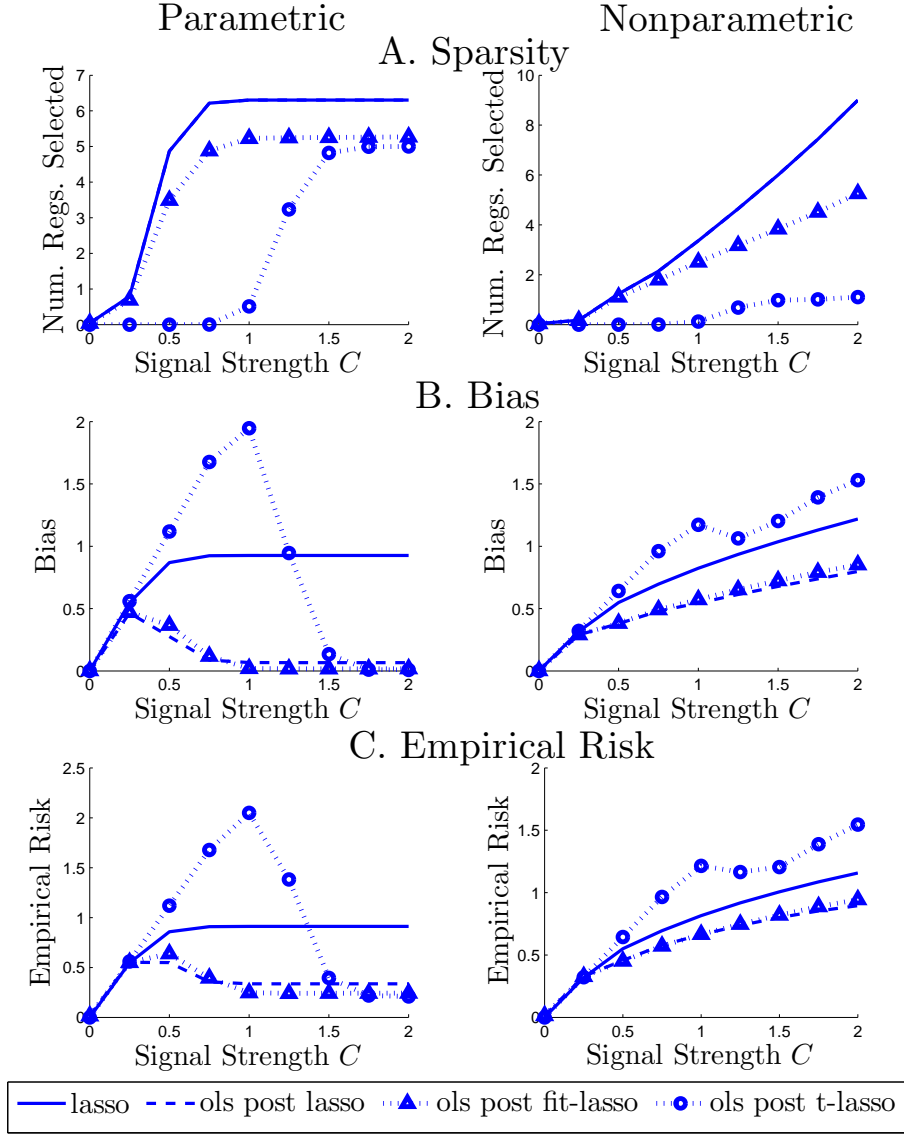 Parametric
Nonparametric
A. Sparsity
Num. Regs. Selected
7
6
5
4
3
2
1
0
0 0.5 1 1.5 2
Signal Strength C
Num. Regs. Selected
10
8
6
4
2
0
0 0.5 1 1.5 2
Signal Strength C
B. Bias
Bias
2
1.5
1
0.5
0
0 0.5 1 1.5 2
Signal Strength C
Bias
2
1.5
1
0.5
0
0 0.5 1 1.5 2
Signal Strength C
C. Empirical Risk
Empirical Risk
2.5
2
1.5
1
0.5
0
0 0.5 1 1.5 2
Signal Strength C
Empirical Risk
2
1.5
1
0.5
0
0 0.5 1 1.5 2
Signal Strength C
lasso ols post lasso ols post fit-lasso ols post t-lasso